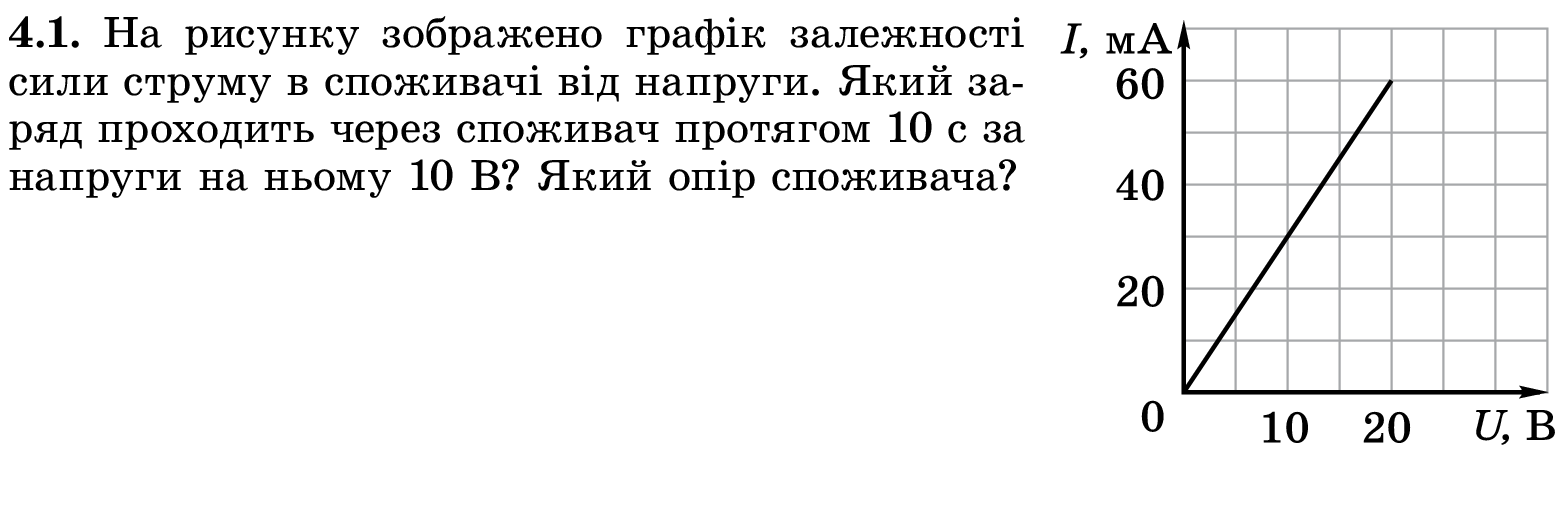 4.1. На рисунку зображено графік залежності
сили струму в споживачі від напруги. Який за-
ряд проходить через споживач протягом 10 с за
напруги на ньому 10 В? Який опір споживача?
I, мА
60
40
20
0
10 20 U, В